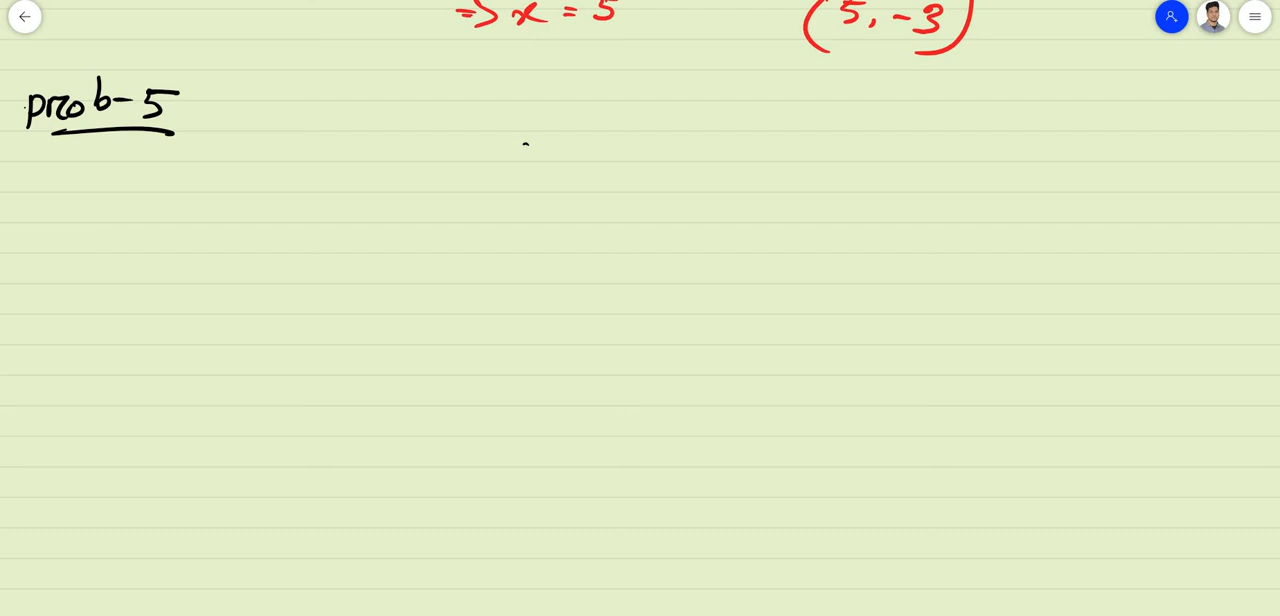 => x = 5
(5, -3)
prob-5